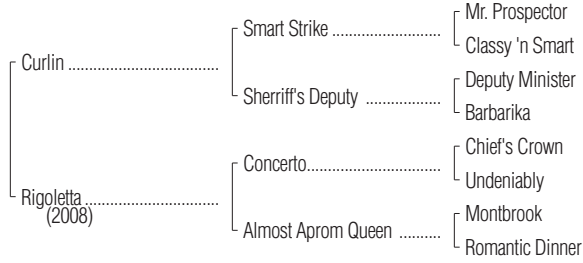 Mr. Prospector
Smart Strike ......................
Classy 'n Smart
Curlin ...............................
Deputy Minister
Sherriff's Deputy ...............
Barbarika
Chief's Crown
Concerto...........................
Undeniably
Rigoletta...........................
(2008)
Montbrook
Almost Aprom Queen ........
Romantic Dinner